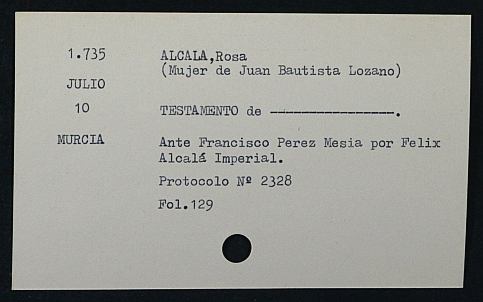 1.735
ALCALA,Rosa
(Mujer de Juan Bautista Lozano)
JULIO
10
TESTAMENTO de ----------------.
MURCIA
Ante Francisco Perez Mesia por Felix
Alcalá Imperial.
Protocolo Nº 2328
Fol.129